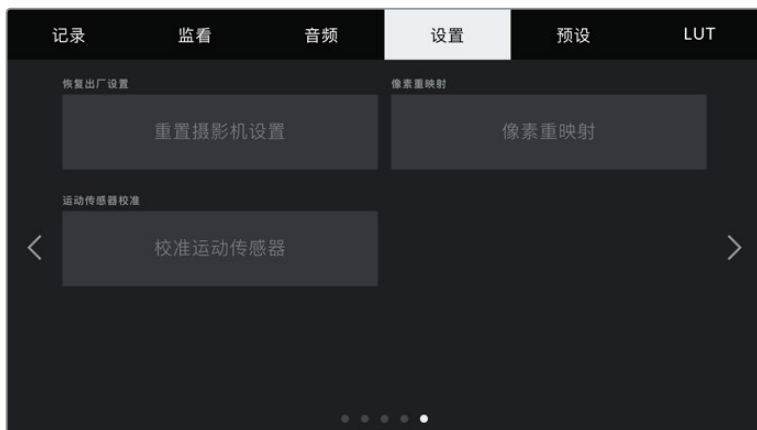 记录 监看 音频 设置 预设 LUT
恢复出厂设置 像素重映射
重置摄影机设置 像素重映射
运动传感器校准
校准运动传感器